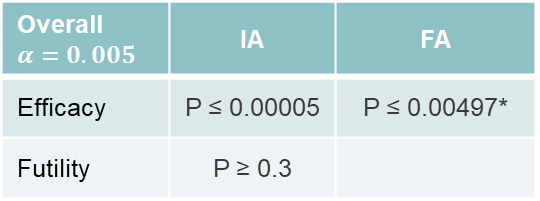 Overall IA FA
α = 0.005
Efficacy P ≤ 0.00005 P ≤ 0.00497*
Futility P ≥ 0.3